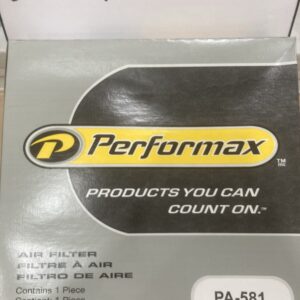 Performax ™
PRODUCTS YOU CAN
COUNT ON.™
AIR FILTER
FILTRE À AIR
FILTRO DE AIRE
Contains 1 Piece
PA-581